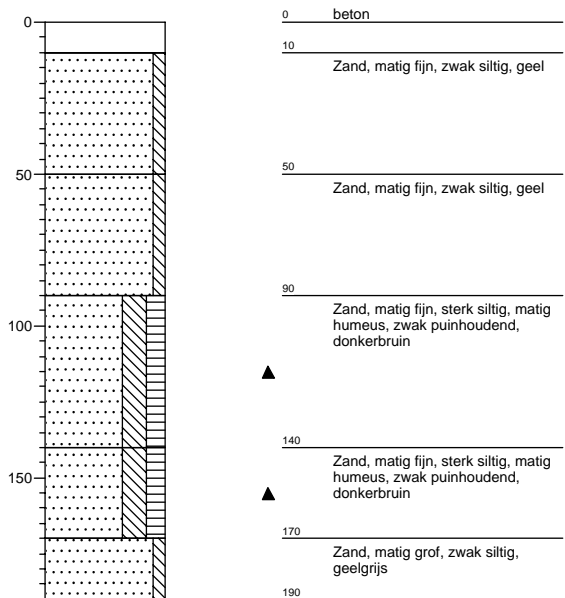 0
50
100
150
0 beton
10
Zand, matig fijn, zwak siltig, geel
50
Zand, matig fijn, zwak siltig, geel
90
Zand, matig fijn, sterk siltig, matig
humeus, zwak puinhoudend,
donkerbruin
140
Zand, matig fijn, sterk siltig, matig
humeus, zwak puinhoudend,
donkerbruin
170
Zand, matig grof, zwak siltig,
geelgrijs
190